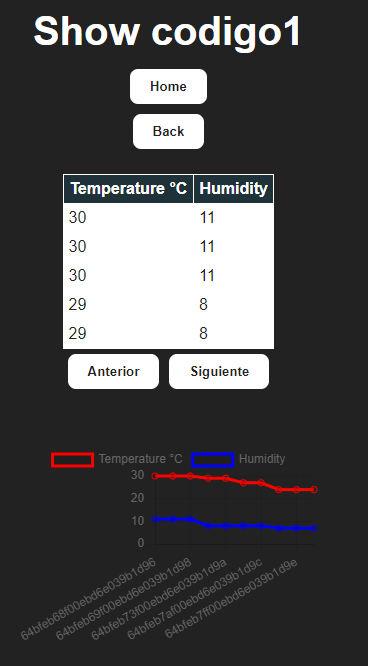 Show codigo1
Home
Back
Temperature °C Humidity
30 11
30 11
30 11
29 8
29 8
Anterior Siguiente
Temperature °C Humidity
30
20
10
0
64bfeb68f00ebd6e039b1d96
64bfeb69f00ebd6e039b1d98
64bfeb73f00ebd6e039b1d9a
64bfeb7af00ebd6e039b1d9c
64bfeb7ff00ebd6e039b1d9e